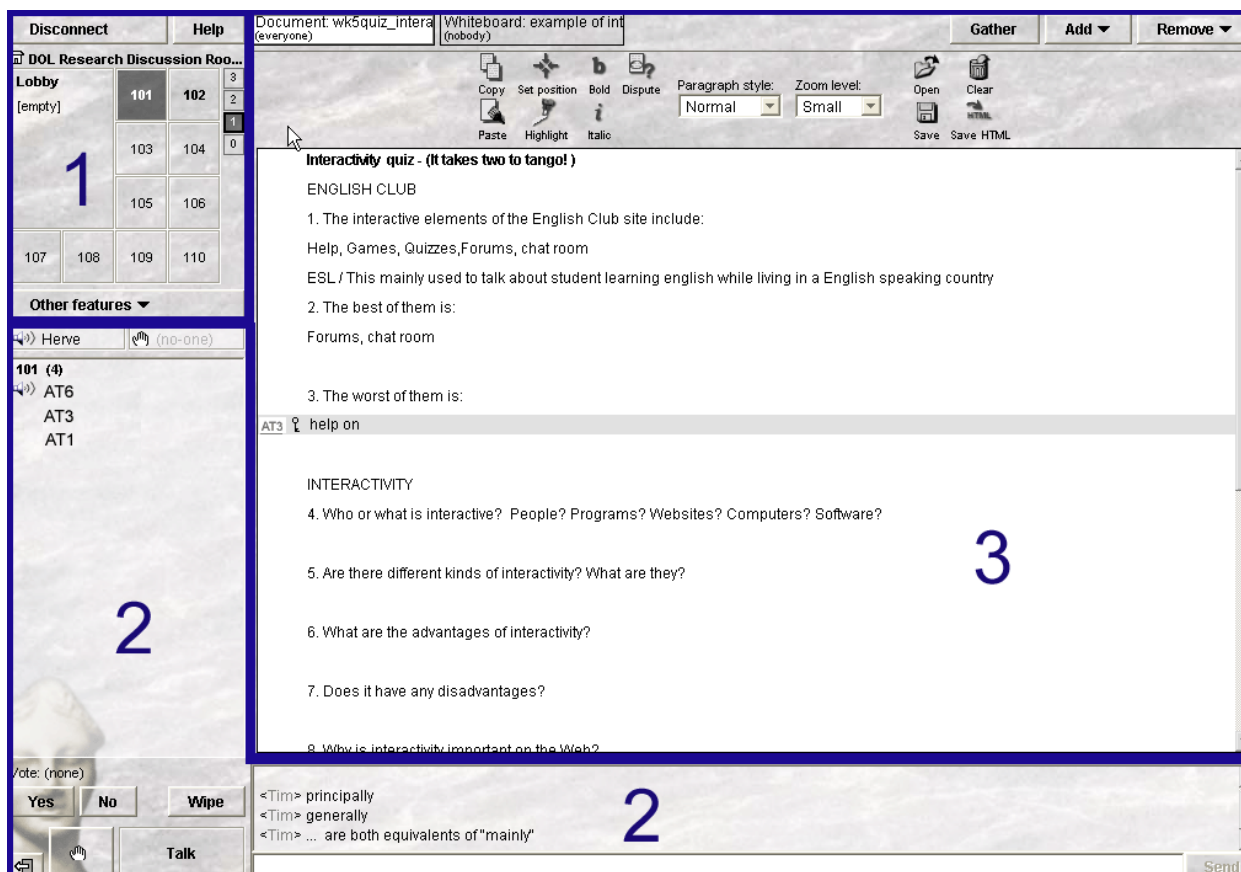 Disconnect Help
DOL Research Discussion Roo...
Lobby
[empty]
101 102
103 104
105 106
107 108 109 110
3
2
1
0
1
Other features
Herve (no-one)
101 (4)
AT6
AT3
AT1
2
Vote: (none)
Yes No Wipe
Talk
Document: wk5quiz_intera
(everyone)
Whiteboard: example of int
(nobody)
Gather Add Remove
Copy Set position Bold Dispute
Paste Highlight Italic
Paragraph style: Zoom level:
Normal Small
Open Clear
Save Save HTML
Interactivity quiz - (It takes two to tango! )
ENGLISH CLUB
1. The interactive elements of the English Club site include:
Help, Games, Quizzes,Forums, chat room
ESL / This mainly used to talk about student learning english while living in a English speaking country
2. The best of them is:
Forums, chat room
3. The worst of them is:
AT3 help on
INTERACTIVITY
4. Who or what is interactive? People? Programs? Websites? Computers? Software?
5. Are there different kinds of interactivity? What are they?
6. What are the advantages of interactivity?
7. Does it have any disadvantages?
8. Why is interactivity important on the Web?
3
<Tim> principally
<Tim> generally
<Tim> ... are both equivalents of "mainly"
2
Send